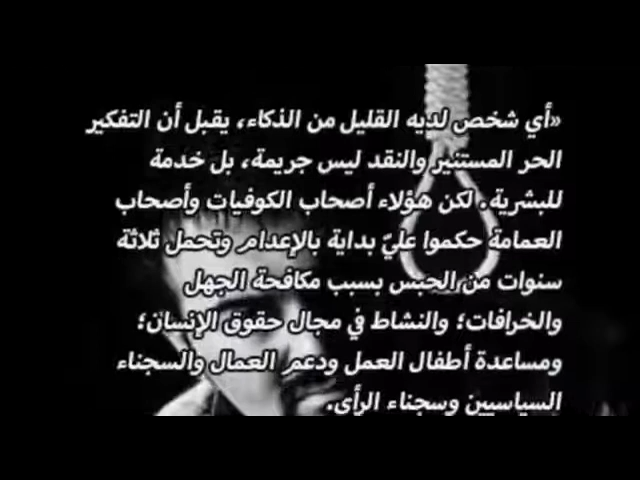 «أي شخص لديه القليل من الذكاء، يقبل أن التفكير
الحر المستنير والنقد ليس جريمة، بل خدمة
للبشرية. لكن هؤلاء أصحاب الكوفيات وأصحاب
العمامة حكموا عليّ بداية بالإعدام وتحمل ثلاثة
سنوات من الحبس بسبب مكافحة الجهل
والخرافات؛ والنشاط في مجال حقوق الإنسان؛
ومساعدة أطفال العمل ودعم العمال والسجناء
السياسيين وسجناء الرأي.